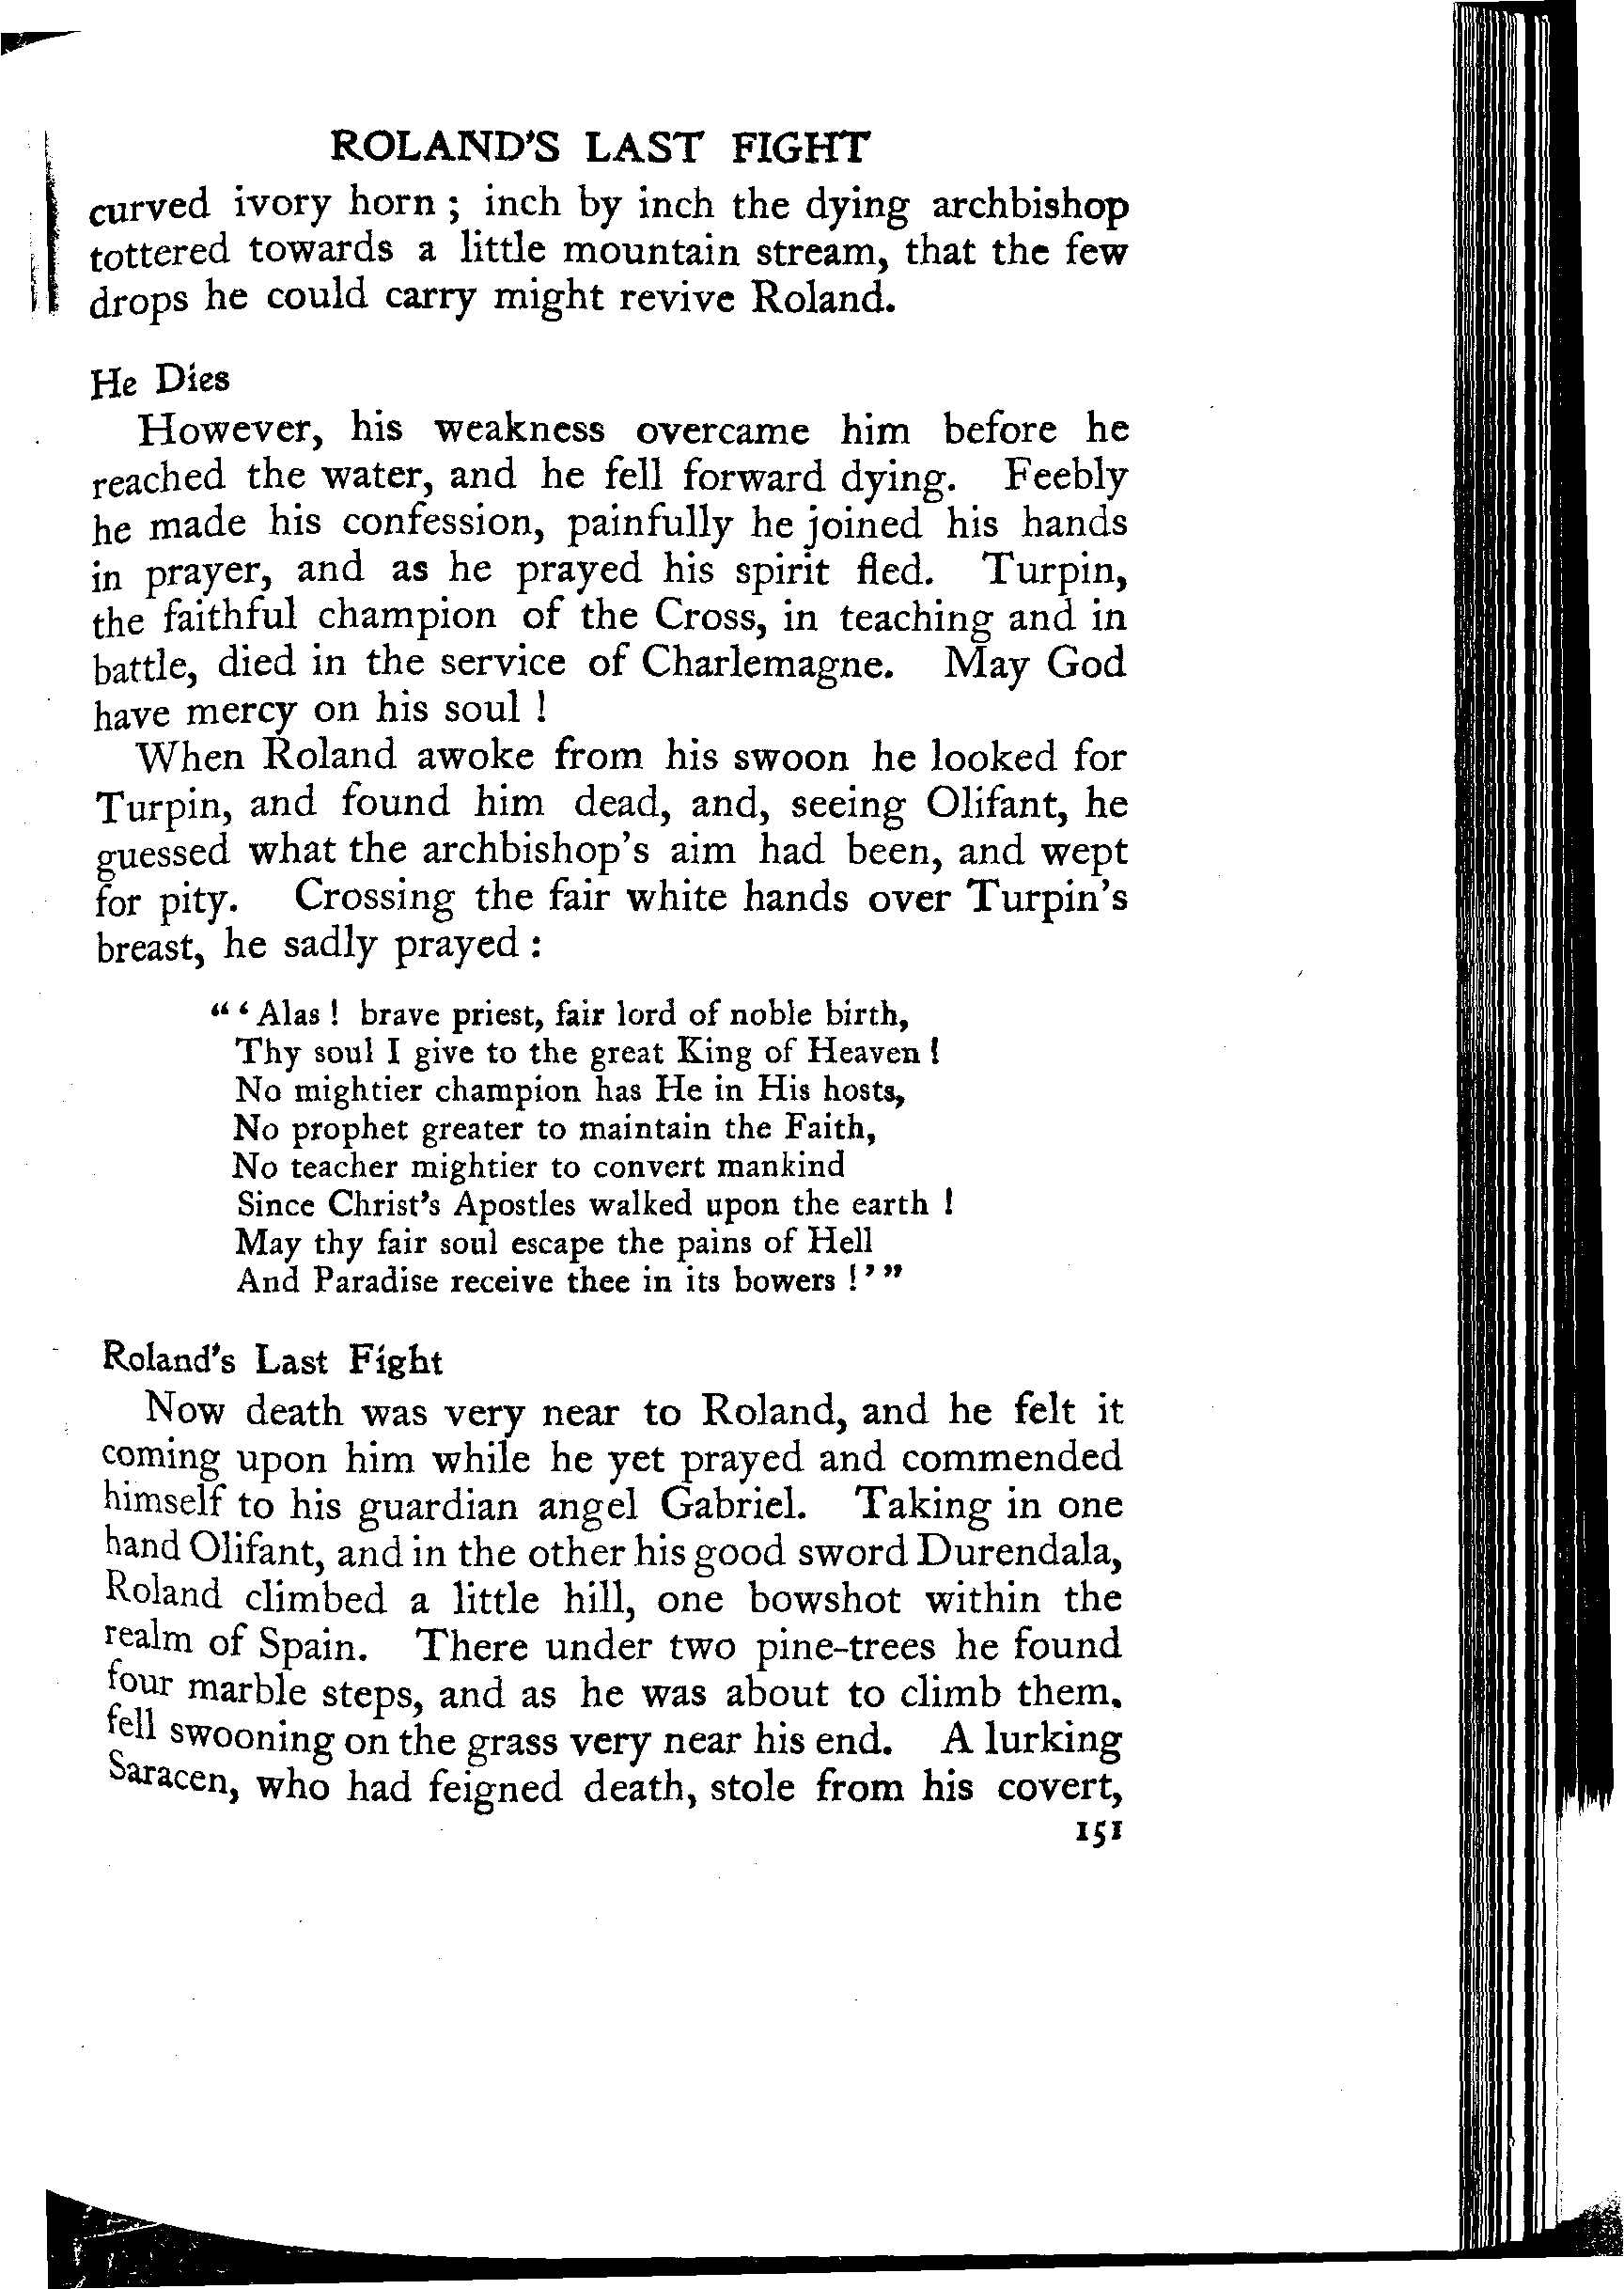 ROLAND'S LAST FIGHT
curved ivory horn ; inch by inch the dying archbishop
tottered towards a little mountain stream, that the few
drops he could carry might revive Roland.
He Dies
However, his weakness overcame him before he
reached the water, and he fell forward dying. Feebly
he made his confession, painfully he joined his hands
in prayer, and as he prayed his spirit fled. Turpin,
the faithful champion of the Cross, in teaching and in
battle, died in the service of Charlemagne. May God
have mercy on his soul !
When Roland awoke from his swoon he looked for
Turpin, and found him dead, and, seeing Olifant, he
guessed what the archbishop's aim had been, and wept
for pity. Crossing the fair white hands over Turpin's
breast, he sadly prayed :
“ ‘ Alas ! brave priest, fair lord of noble birth,
Thy soul I give to the great King of Heaven !
No mightier champion has He in His hosts,
No prophet greater to maintain the Faith,
No teacher mightier to convert mankind
Since Christ's Apostles walked upon the earth !
May thy fair soul escape the pains of Hell
And Paradise receive thee in its bowers ! ’ ”
Roland's Last Fight
Now death was very near to Roland, and he felt it
coming upon him while he yet prayed and commended
himself to his guardian angel Gabriel. Taking in one
hand Olifant, and in the other his good sword Durendala,
Roland climbed a little hill, one bowshot within the
realm of Spain. There under two pine-trees he found
four marble steps, and as he was about to climb them,
fell swooning on the grass very near his end. A lurking
Saracen, who had feigned death, stole from his covert,
151